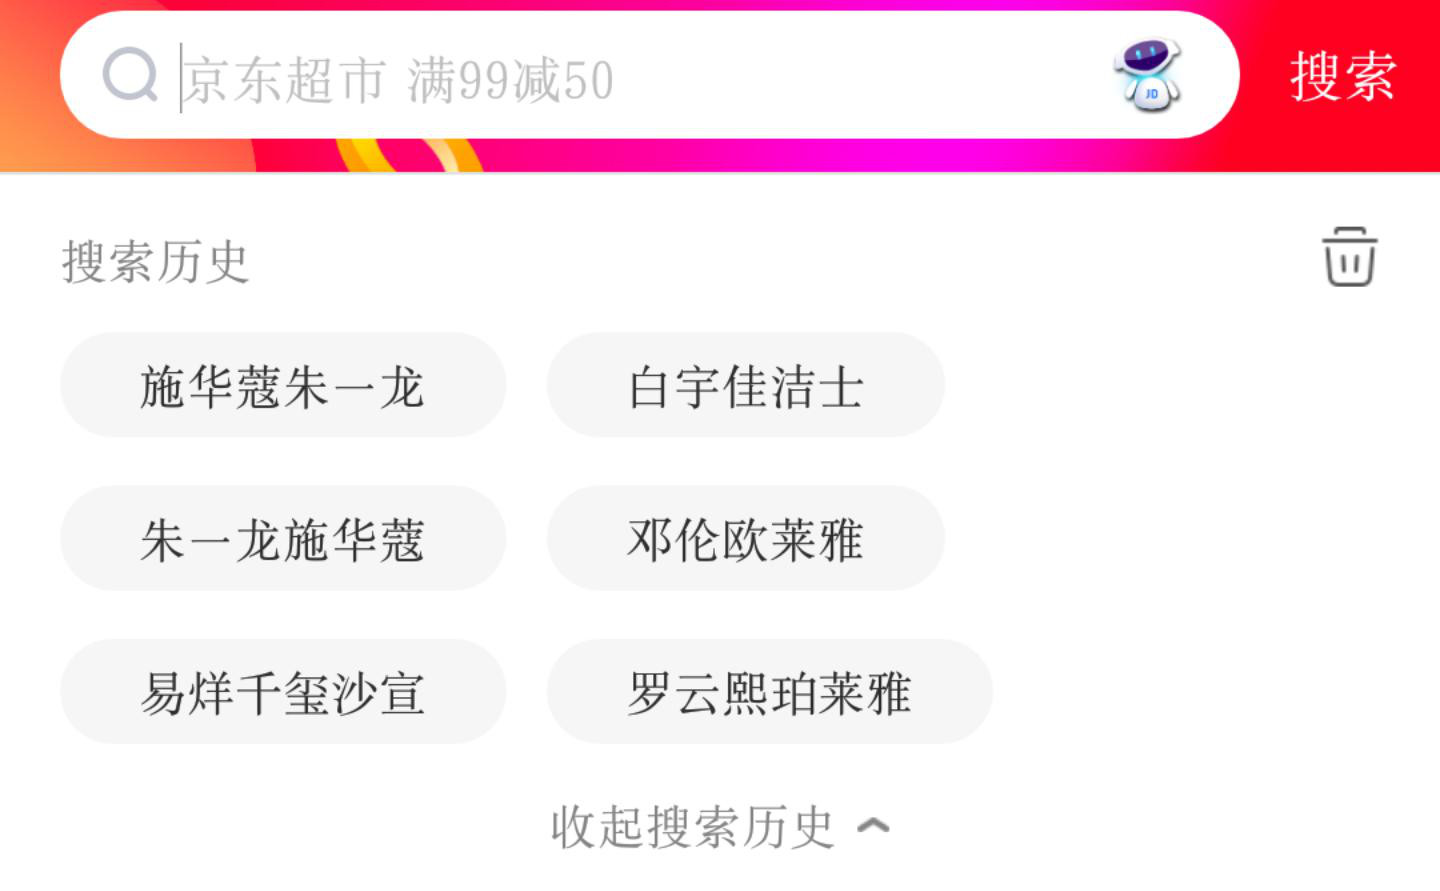 京东超市 满99减50
JD
搜索
搜索历史
施华蔻朱一龙
白宇佳洁士
朱一龙施华蔻
邓伦欧莱雅
易烊千玺沙宣
罗云熙珀莱雅
收起搜索历史